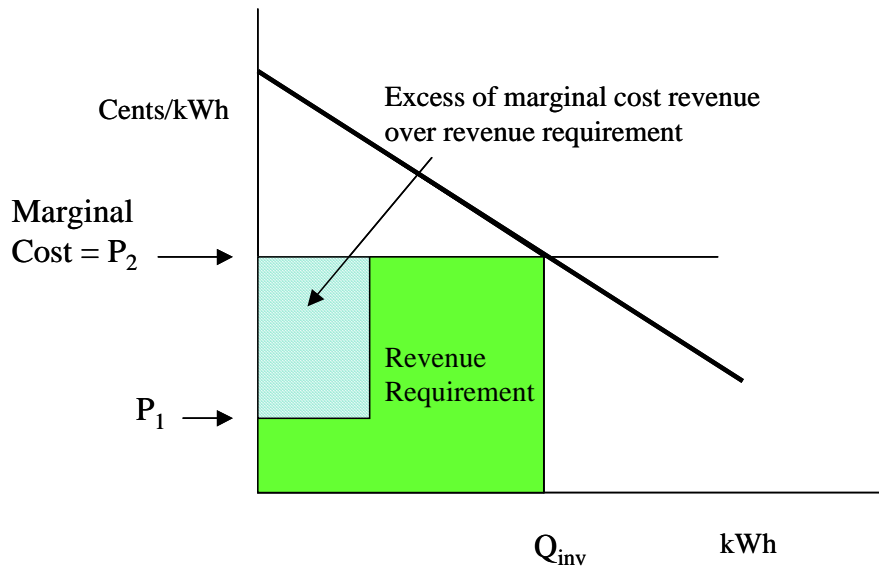 Cents/kWh
Excess of marginal cost revenue
over revenue requirement
Marginal
Cost = P2
Revenue
Requirement
P1
Qinv
kWh